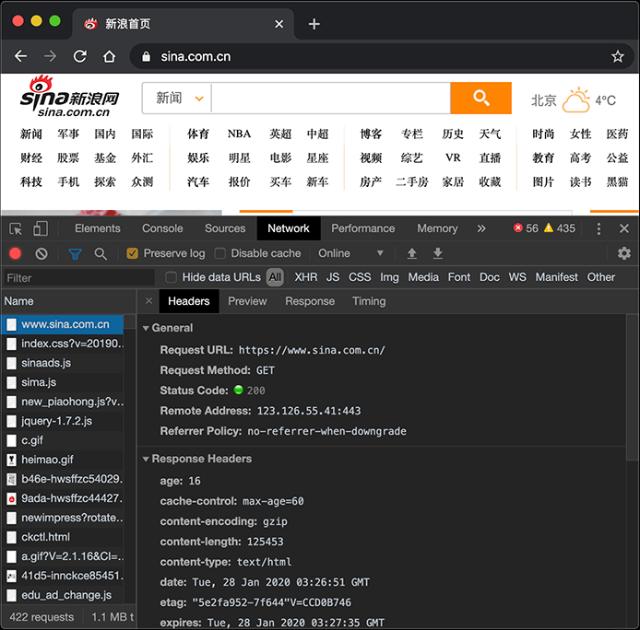 新浪首页
sina.com.cn
sina新浪网 新闻 北京 4°C
sina.com.cn
新闻 军事 国内 国际 体育 NBA 英超 中超 博客 专栏 历史 天气 时尚 女性 医药
财经 股票 基金 外汇 娱乐 明星 电影 星座 视频 综艺 VR 直播 教育 高考 公益
科技 手机 探索 众测 汽车 报价 买车 新车 房产 二手房 家居 收藏 图片 读书 黑猫
Elements Console Sources Network Performance Memory » 56 435
Preserve log Disable cache Online
Filter Hide data URLs All XHR JS CSS Img Media Font Doc WS Manifest Other
Name
www.sina.com.cn
index.css?v=20190...
sinaads.js
sima.js
new_piaohong.js?v...
jquery-1.7.2.js
c.gif
heimao.gif
b46e-hwsffzc54029...
9ada-hwsffzc44427...
newimpress?rotate...
ckctl.html
a.gif?V=2.1.16&CI=...
41d5-innckce85451...
edu_ad_change.js
422 requests 1.1 MB t
Headers Preview Response Timing
General
Request URL: https://www.sina.com.cn/
Request Method: GET
Status Code: 200
Remote Address: 123.126.55.41:443
Referrer Policy: no-referrer-when-downgrade
Response Headers
age: 16
cache-control: max-age=60
content-encoding: gzip
content-length: 125453
content-type: text/html
date: Tue, 28 Jan 2020 03:26:51 GMT
etag: "5e2fa952-7f644"V=CCD0B746
expires: Tue, 28 Jan 2020 03:27:35 GMT